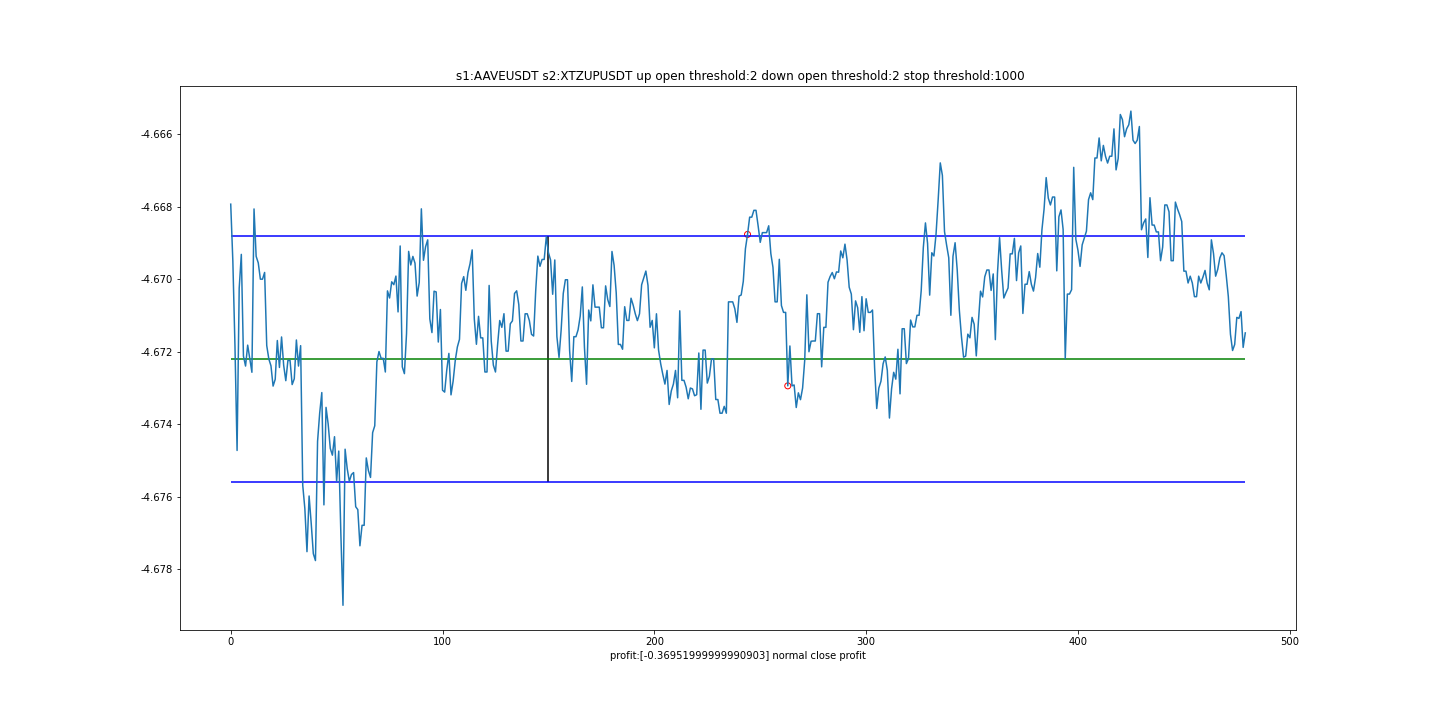 s1:AAVEUSDT s2:XTZUPUSDT up open threshold:2 down open threshold:2 stop threshold:1000
-4.666
-4.668
-4.670
-4.672
-4.674
-4.676
-4.678
0 100 200 300 400 500
profit:[-0.36951999999990903] normal close profit